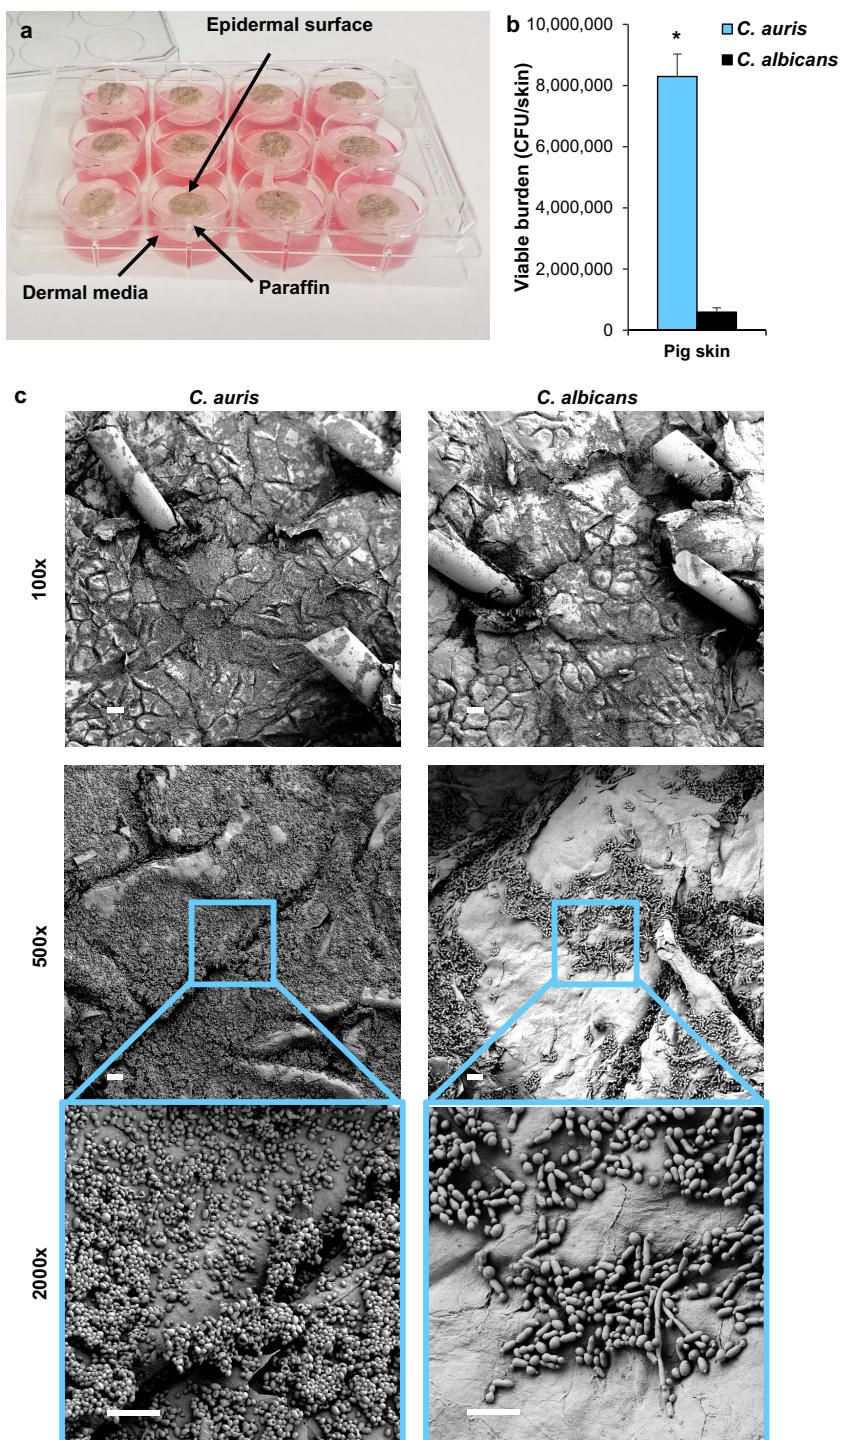 a
Epidermal surface
Dermal media
Paraffin
b
10,000,000
8,000,000
6,000,000
4,000,000
2,000,000
0
Viable burden (CFU/skin)
*
Pig skin
C. auris
C. albicans
c
C. auris
C. albicans
100x
500x
2000x